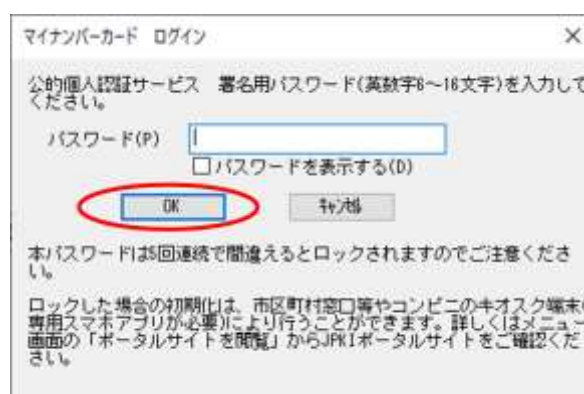 マイナンバーカード ログイン
公的個人認証サービス 署名用パスワード(英数字6～16文字)を入力して
ください。
パスワード(P)
パスワードを表示する(D)
OK キャンセル
本パスワードは5回連続で間違えるとロックされますのでご注意くださ
い。
ロックした場合の初期化は、市区町村窓口等やコンビニのキオスク端末(
専用スマホアプリが必要)により行うことができます。詳しくはメニュー
画面の「ポータルサイトを閲覧」からJPKIポータルサイトをご確認くだ
さい。